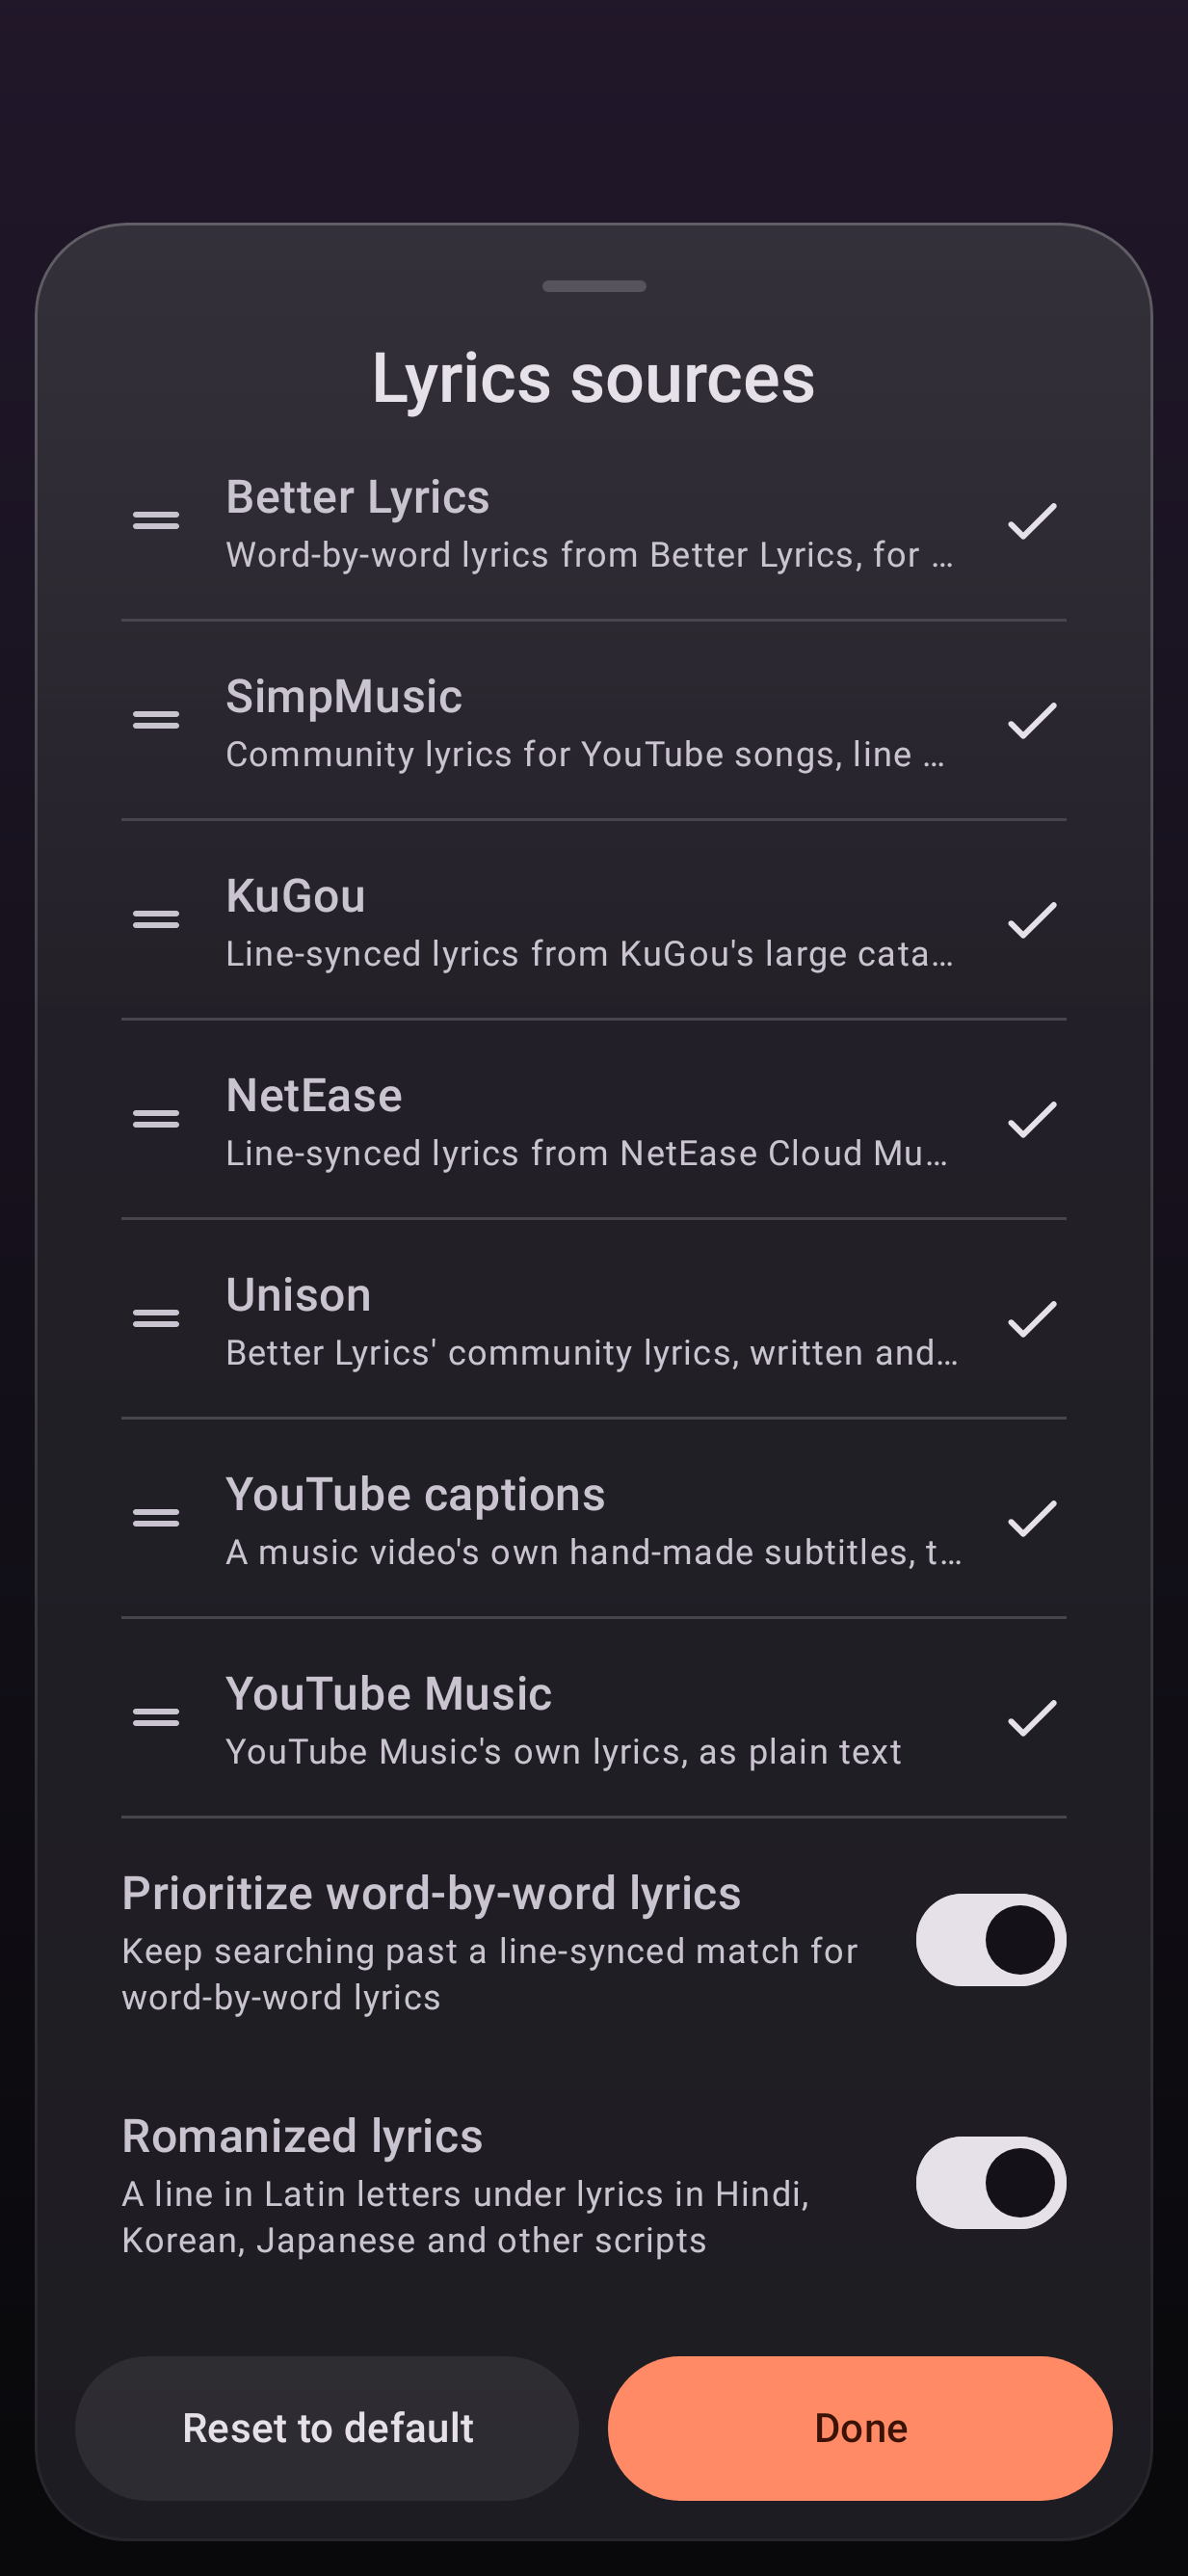 Lyrics sources
Better Lyrics
Word-by-word lyrics from Better Lyrics, for …
SimpMusic
Community lyrics for YouTube songs, line …
KuGou
Line-synced lyrics from KuGou's large cata…
NetEase
Line-synced lyrics from NetEase Cloud Mu…
Unison
Better Lyrics' community lyrics, written and…
YouTube captions
A music video's own hand-made subtitles, t…
YouTube Music
YouTube Music's own lyrics, as plain text
Prioritize word-by-word lyrics
Keep searching past a line-synced match for
word-by-word lyrics
Romanized lyrics
A line in Latin letters under lyrics in Hindi,
Korean, Japanese and other scripts
Reset to default
Done